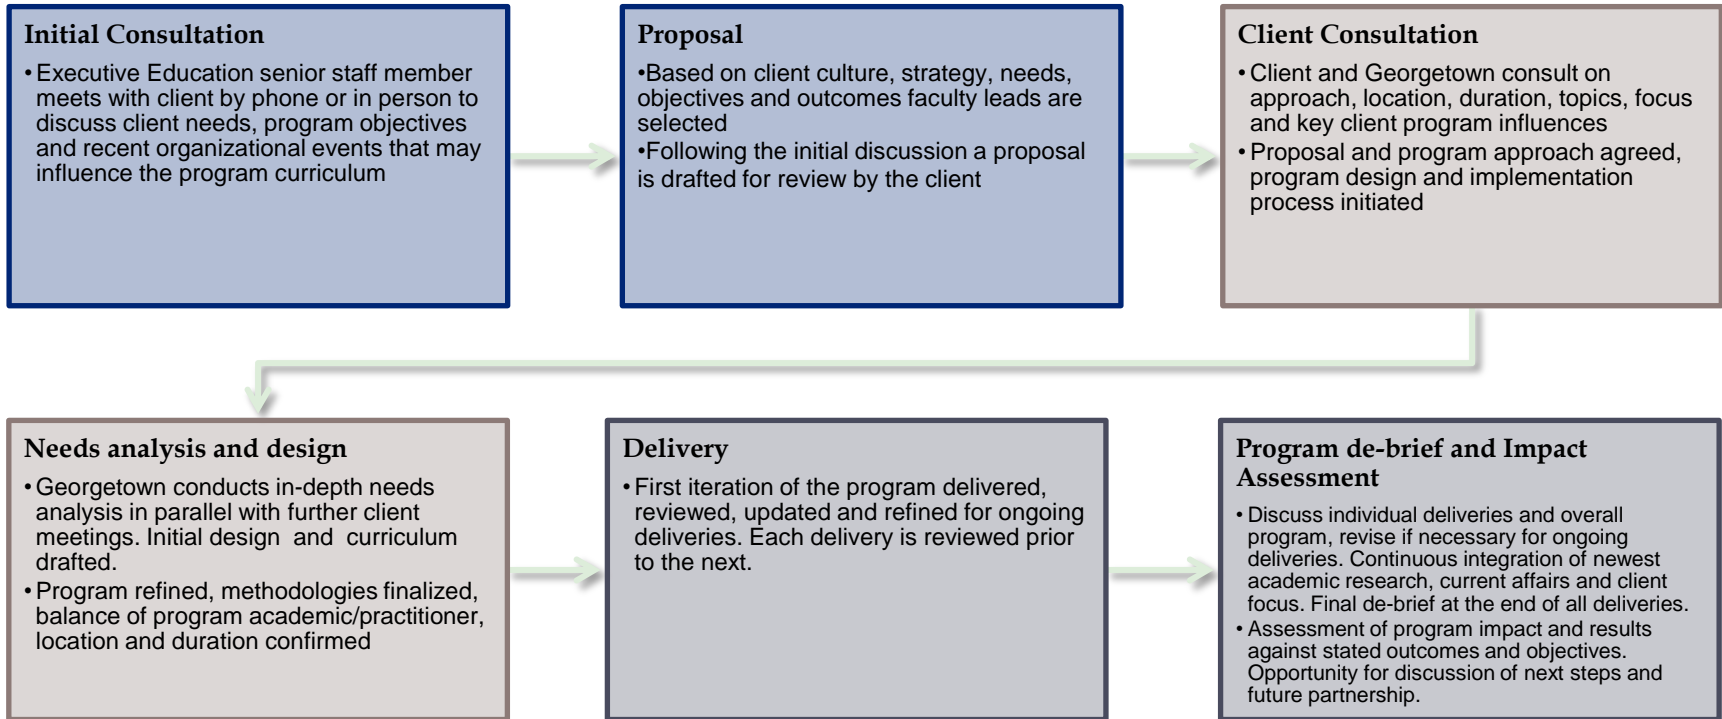 Initial Consultation
•Executive Education senior staff member
meets with client by phone or in person to
discuss client needs, program objectives
and recent organizational events that may
influence the program curriculum
Proposal
•Based on client culture, strategy, needs,
objectives and outcomes faculty leads are
selected
•Following the initial discussion a proposal
is drafted for review by the client
Client Consultation
• Client and Georgetown consult on
approach, location, duration, topics, focus
and key client program influences
• Proposal and program approach agreed,
program design and implementation
process initiated
Needs analysis and design
•Georgetown conducts in-depth needs
analysis in parallel with further client
meetings. Initial design and curriculum
drafted.
•Program refined, methodologies finalized,
balance of program academic/practitioner,
location and duration confirmed
Delivery
•First iteration of the program delivered,
reviewed, updated and refined for ongoing
deliveries. Each delivery is reviewed prior
to the next.
Program de-brief and Impact
Assessment
• Discuss individual deliveries and overall
program, revise if necessary for ongoing
deliveries. Continuous integration of newest
academic research, current affairs and client
focus. Final de-brief at the end of all deliveries.
• Assessment of program impact and results
against stated outcomes and objectives.
Opportunity for discussion of next steps and
future partnership.